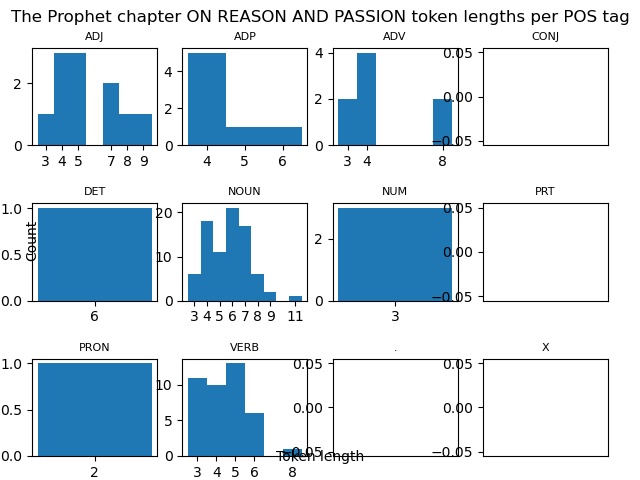 The Prophet chapter ON REASON AND PASSION token lengths per POS tag
ADJ ADP ADV CONJ
2 0 4 2 0 4 2 0 0.05 0.00 −0.05
3 4 5 7 8 9 4 5 6 3 4 8
DET NOUN NUM PRT
1.0 0.5 0.0 20 10 0 2 0 0.05 0.00 −0.05
Count
6 3 4 5 6 7 8 9 11 3
PRON VERB . X
1.0 0.5 0.0 10 5 0 0.05 0.00 −0.05 0.05 0.00 −0.05
2 3 4 5 6 8
Token length